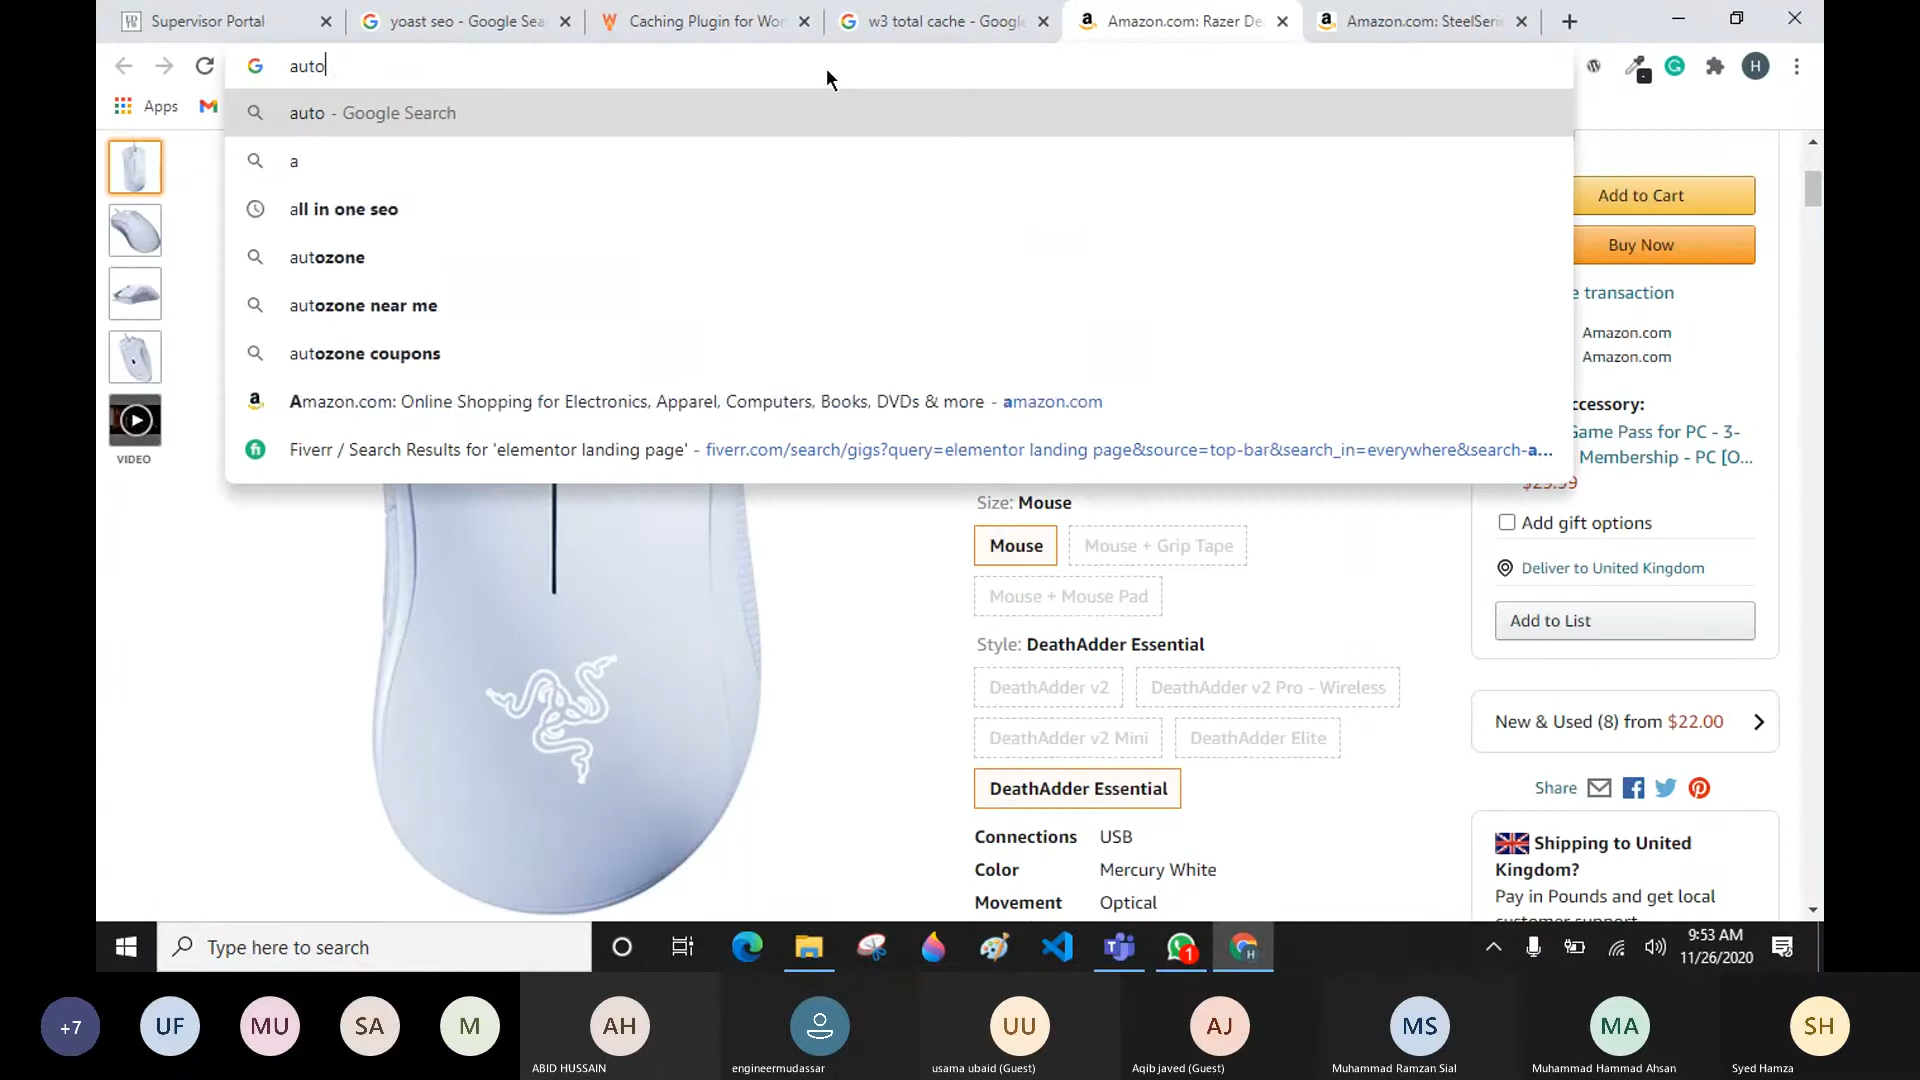 Supervisor Portal
yoast seo - Google Sea
Caching Plugin for Wor
w3 total cache - Google
Amazon.com: Razer De
Amazon.com: SteelSerie
auto
H
Apps
auto - Google Search
a
all in one seo
autozone
autozone near me
autozone coupons
Amazon.com: Online Shopping for Electronics, Apparel, Computers, Books, DVDs & more - amazon.com
Fiverr / Search Results for 'elementor landing page' - fiverr.com/search/gigs?query=elementor landing page&source=top-bar&search_in=everywhere&search-a...
VIDEO
Add to Cart
Buy Now
e transaction
Amazon.com
Amazon.com
ccessory:
Game Pass for PC - 3-
Membership - PC [O...
$29.99
Add gift options
Deliver to United Kingdom
Add to List
Size: Mouse
Mouse
Mouse + Grip Tape
Mouse + Mouse Pad
Style: DeathAdder Essential
DeathAdder v2
DeathAdder v2 Pro - Wireless
DeathAdder v2 Mini
DeathAdder Elite
DeathAdder Essential
Connections USB
Color Mercury White
Movement Optical
New & Used (8) from $22.00
Share
Shipping to United
Kingdom?
Pay in Pounds and get local
customer support
Type here to search
1
9:53 AM
11/26/2020
+7
UF
MU
SA
M
AH
UU
AJ
MS
MA
SH
ABID HUSSAIN
engineermudassar
usama ubaid (Guest)
Aqib javed (Guest)
Muhammad Ramzan Sial
Muhammad Hammad Ahsan
Syed Hamza